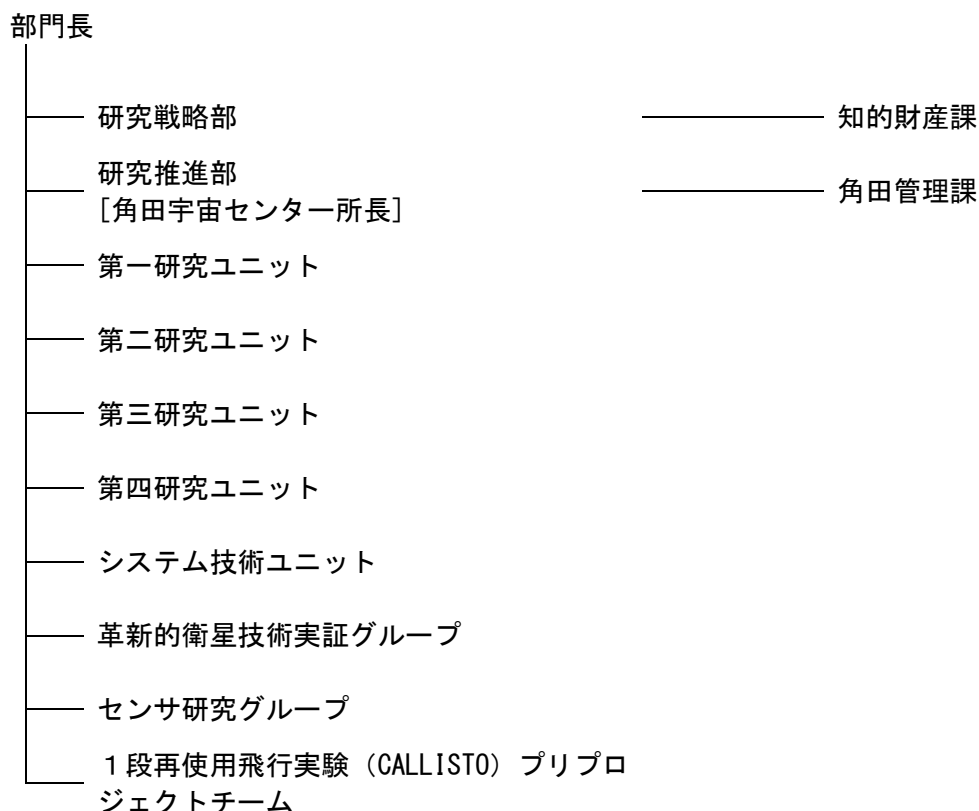 部門長
研究戦略部
知的財産課
研究推進部
[角田宇宙センター所長]
角田管理課
第一研究ユニット
第二研究ユニット
第三研究ユニット
第四研究ユニット
システム技術ユニット
革新的衛星技術実証グループ
センサ研究グループ
１段再使用飛行実験（CALLISTO）プリプロ
ジェクトチーム